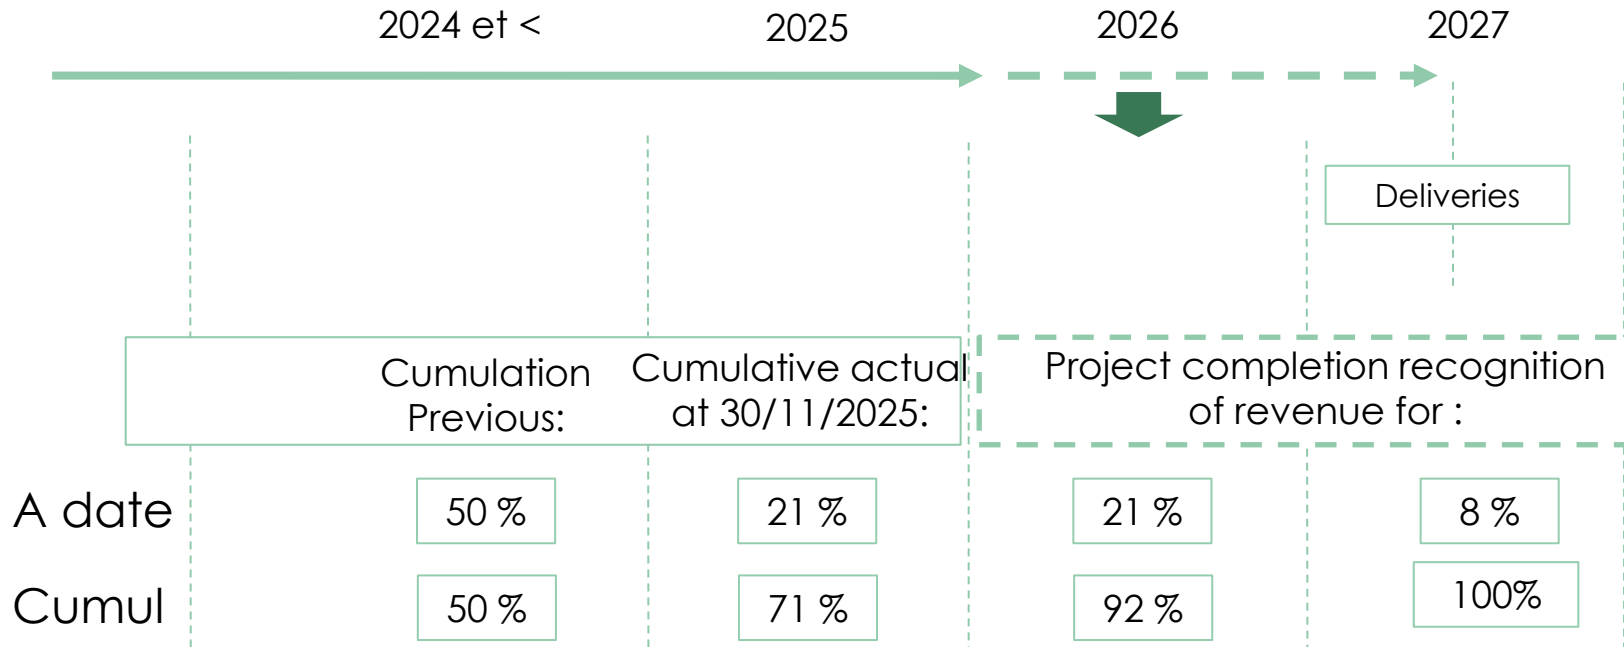 2024 et <
2025
2026
2027
Deliveries
Cumulation
Previous:
Cumulative actual
at 30/11/2025:
Project completion recognition
of revenue for :
A date
50 %
21 %
21 %
8 %
Cumul
50 %
71 %
92 %
100%